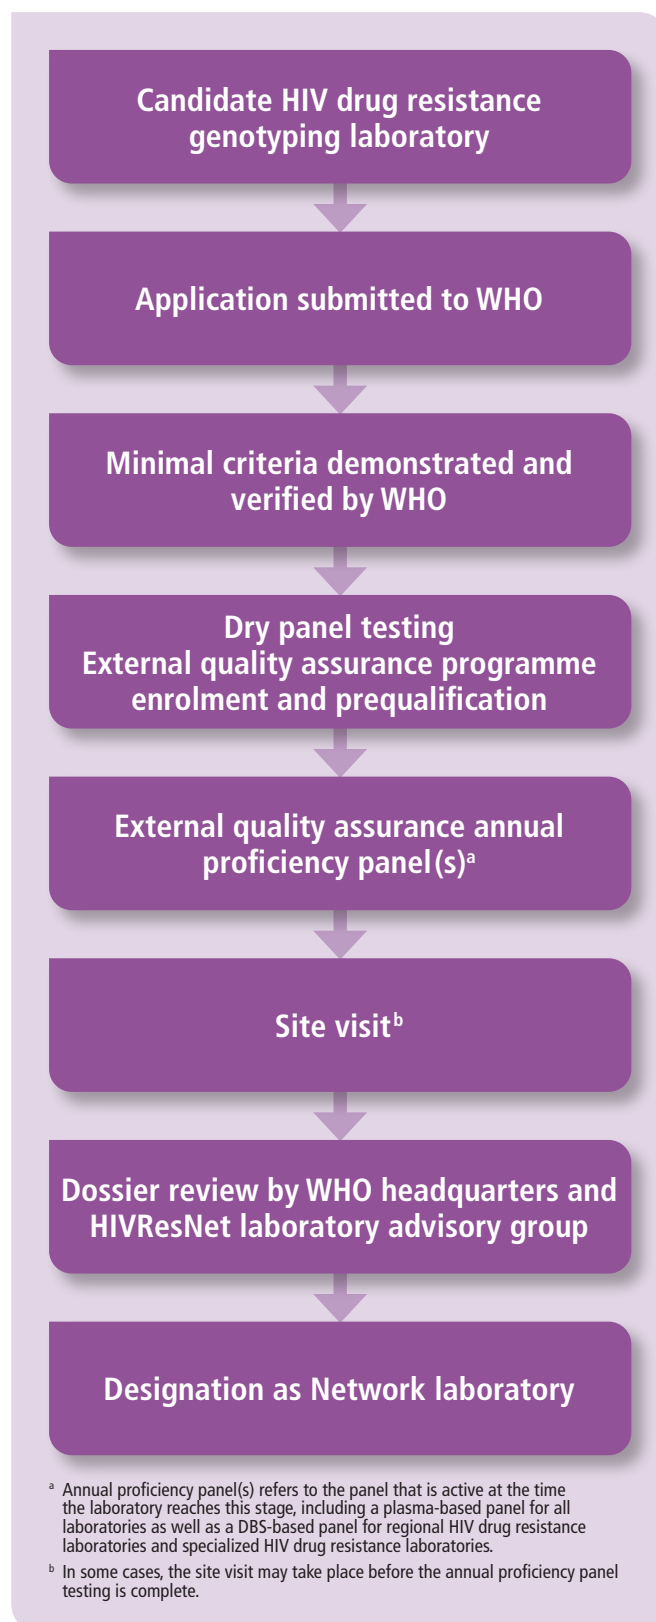 Candidate HIV drug resistance
genotyping laboratory
Application submitted to WHO
Minimal criteria demonstrated and
verified by WHO
Dry panel testing
External quality assurance programme
enrolment and prequalification
External quality assurance annual
proficiency panel(s)a
Site visitb
Dossier review by WHO headquarters and
HIVResNet laboratory advisory group
Designation as Network laboratory
a Annual proficiency panel(s) refers to the panel that is active at the time
the laboratory reaches this stage, including a plasma-based panel for all
laboratories as well as a DBS-based panel for regional HIV drug resistance
laboratories and specialized HIV drug resistance laboratories.
b In some cases, the site visit may take place before the annual proficiency panel
testing is complete.